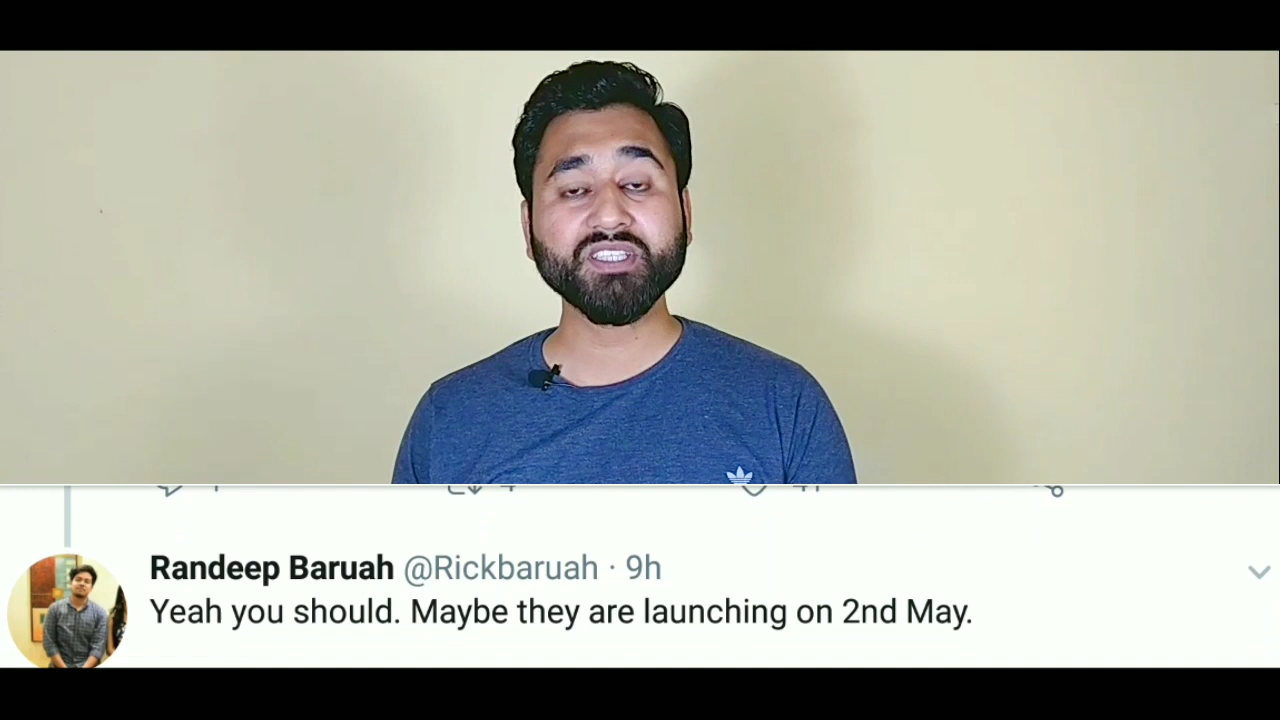 Randeep Baruah @Rickbaruah · 9h
Yeah you should. Maybe they are launching on 2nd May.